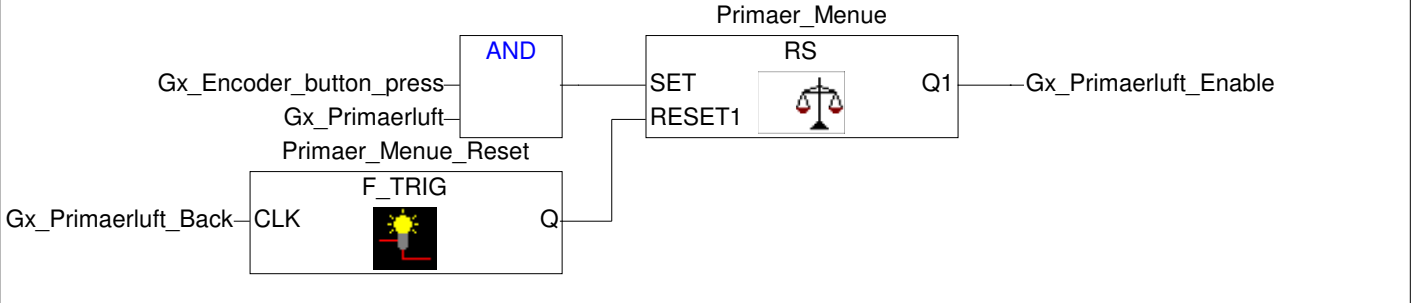 Primaer_Menue
AND
RS
Gx_Encoder_button_press
SET
Q1
Gx_Primaerluft_Enable
Gx_Primaerluft
RESET1
Primaer_Menue_Reset
F_TRIG
Gx_Primaerluft_Back
CLK
Q